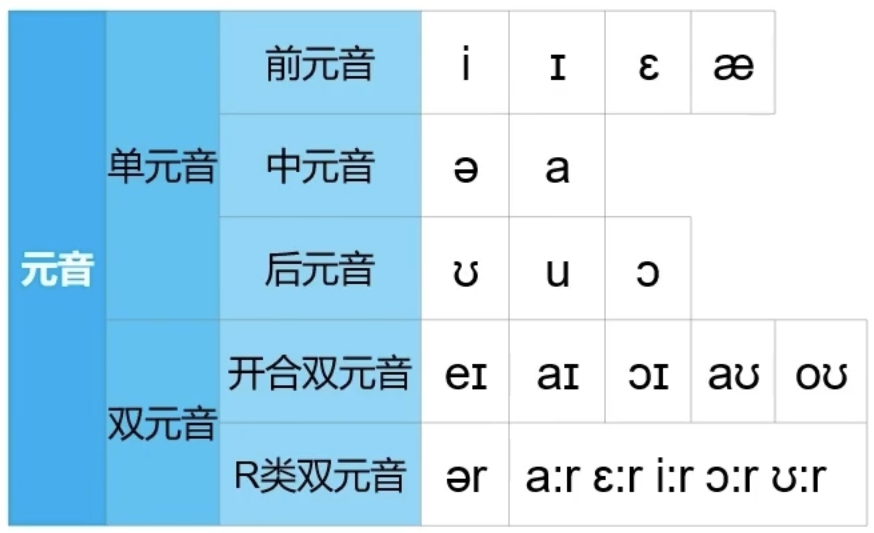 元音
单元音
前元音 i ɪ ɛ æ
中元音 ə a
后元音 ʊ u ɔ
双元音
开合双元音 eɪ aɪ ɔɪ aʊ oʊ
R类双元音 ər a:r ɛ:r i:r ɔ:r ʊ:r